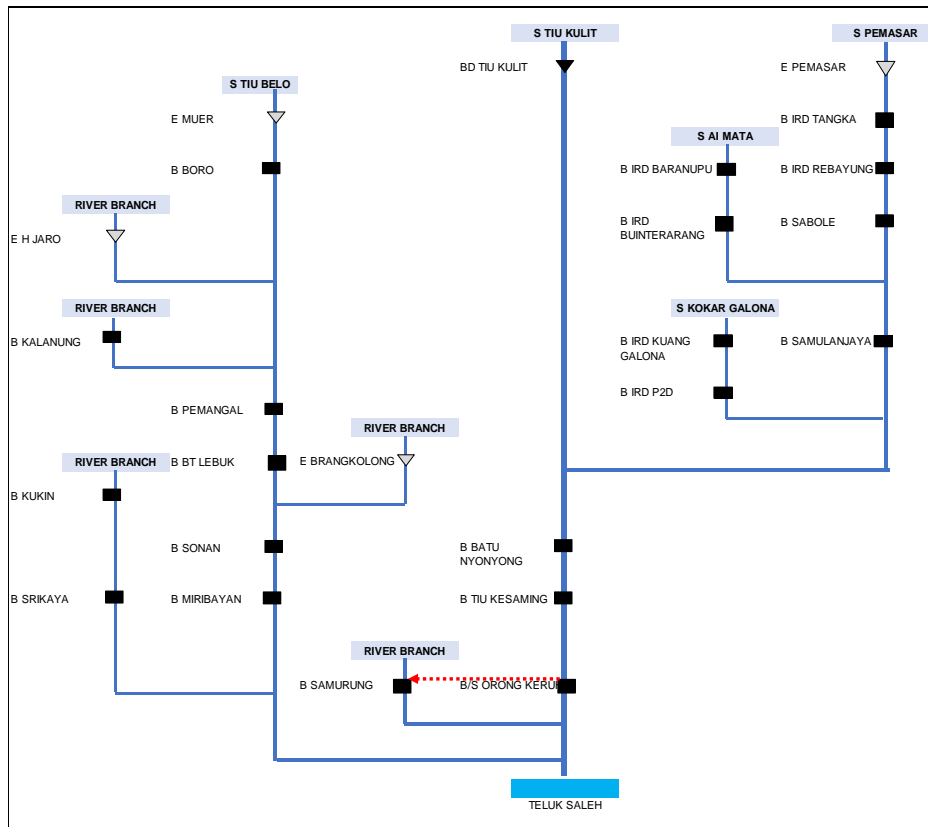 S TIU KULIT
S PEMASAR
BD TIU KULIT
E PEMASAR
S TIU BELO
E MUER
B IRD TANGKA
S AI MATA
B BORO
B IRD BARANUPU
B IRD REBAYUNG
RIVER BRANCH
E H JARO
B IRD
BUINTERARANG
B SABOLE
RIVER BRANCH
S KOKAR GALONA
B KALANUNG
B IRD KUANG
GALONA
B SAMULANJAYA
B IRD P2D
B PEMANGAL
RIVER BRANCH
RIVER BRANCH
B BT LEBUK
E BRANGKOLONG
B KUKIN
B SONAN
B BATU
NYONYONG
B SRIKAYA
B MIRIBAYAN
B TIU KESAMING
RIVER BRANCH
B SAMURUNG
B/S ORONG KERUH
TELUK SALEH